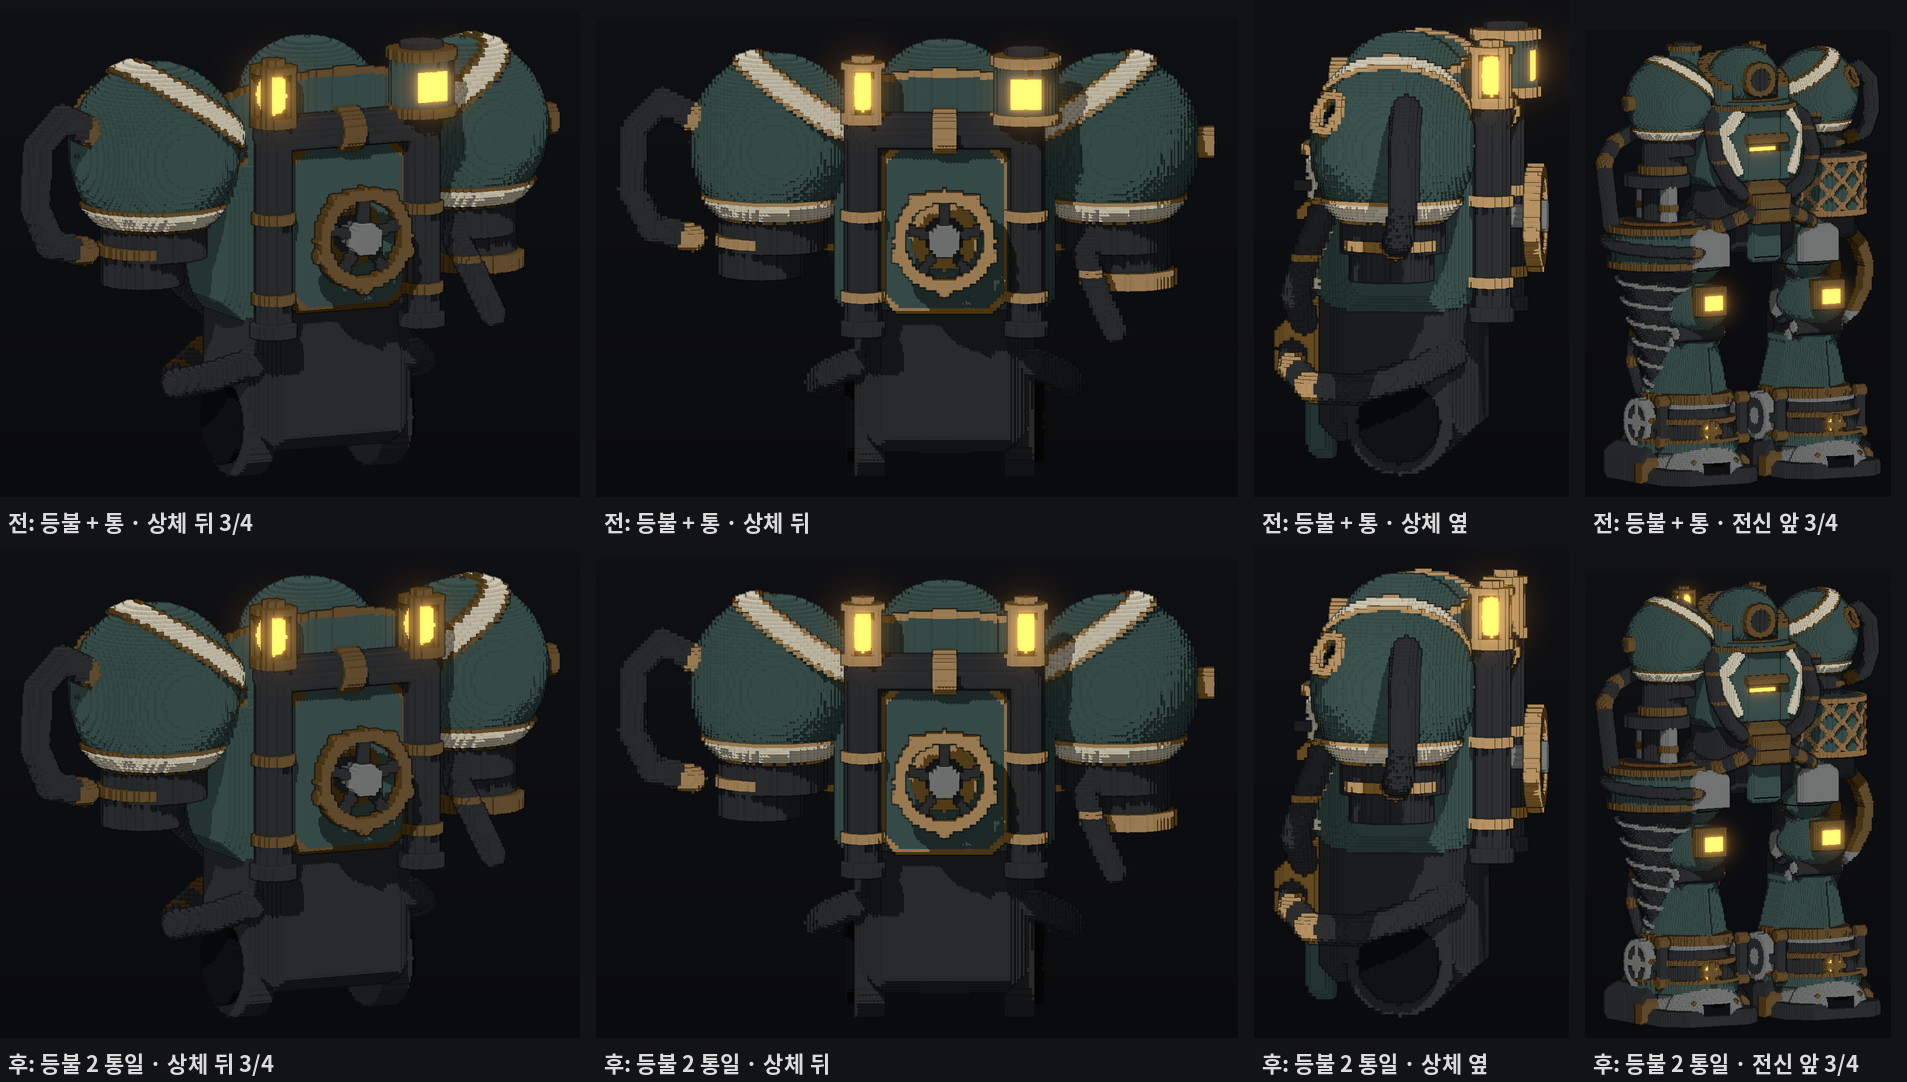 전: 등불 + 통 · 상체 뒤 3/4
전: 등불 + 통 · 상체 뒤
전: 등불 + 통 · 상체 옆
전: 등불 + 통 · 전신 앞 3/4
후: 등불 2 통일 · 상체 뒤 3/4
후: 등불 2 통일 · 상체 뒤
후: 등불 2 통일 · 상체 옆
후: 등불 2 통일 · 전신 앞 3/4